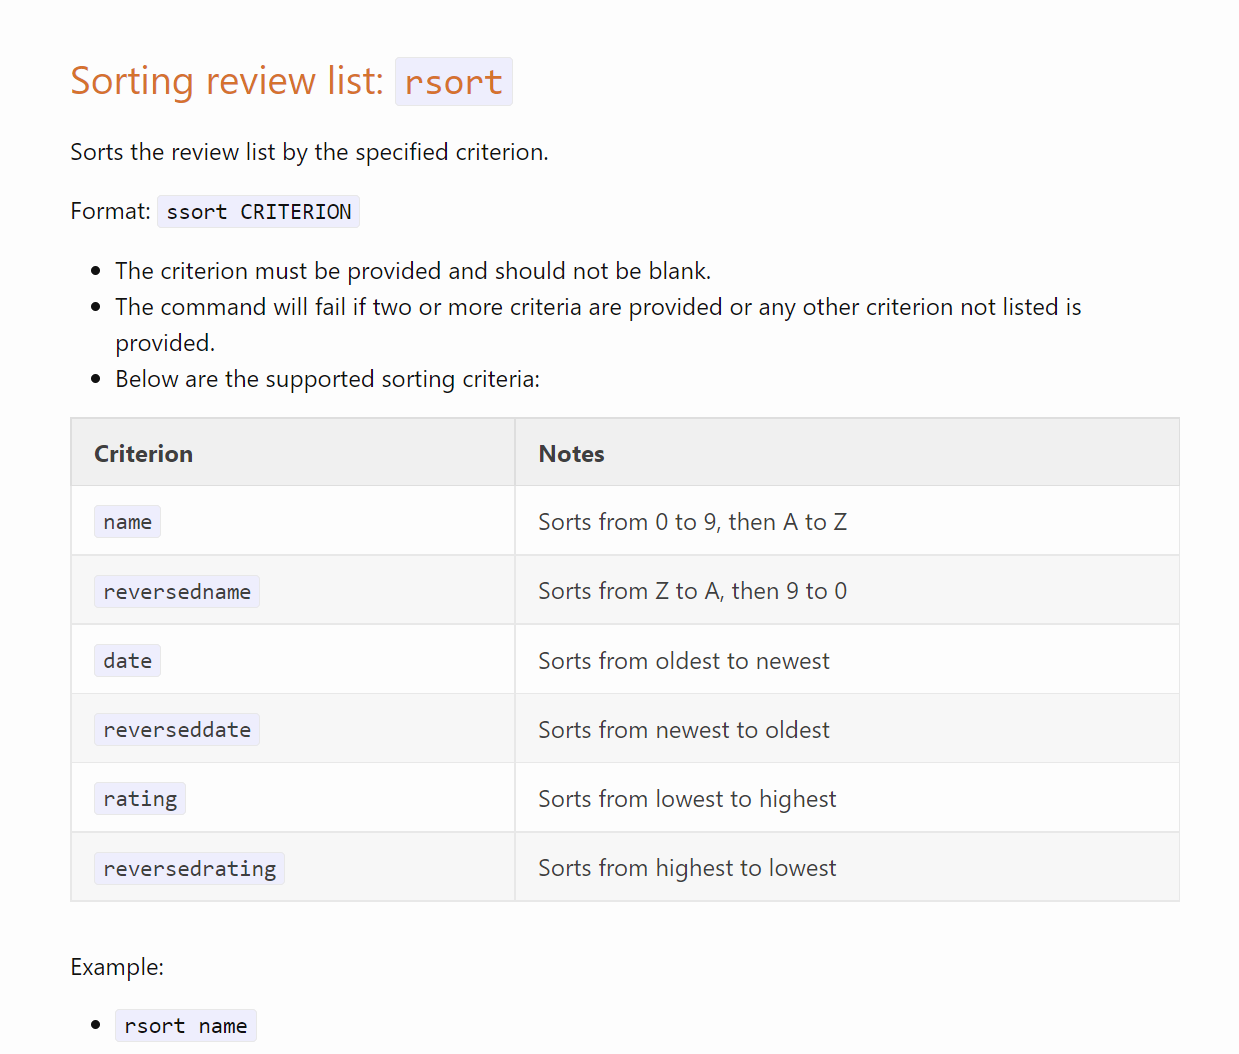 Sorting review list: rsort
Sorts the review list by the specified criterion.
Format: ssort CRITERION
The criterion must be provided and should not be blank.
The command will fail if two or more criteria are provided or any other criterion not listed is
provided.
Below are the supported sorting criteria:
Criterion Notes
name Sorts from 0 to 9, then A to Z
reversedname Sorts from Z to A, then 9 to 0
date Sorts from oldest to newest
reverseddate Sorts from newest to oldest
rating Sorts from lowest to highest
reversedrating Sorts from highest to lowest
Example:
rsort name